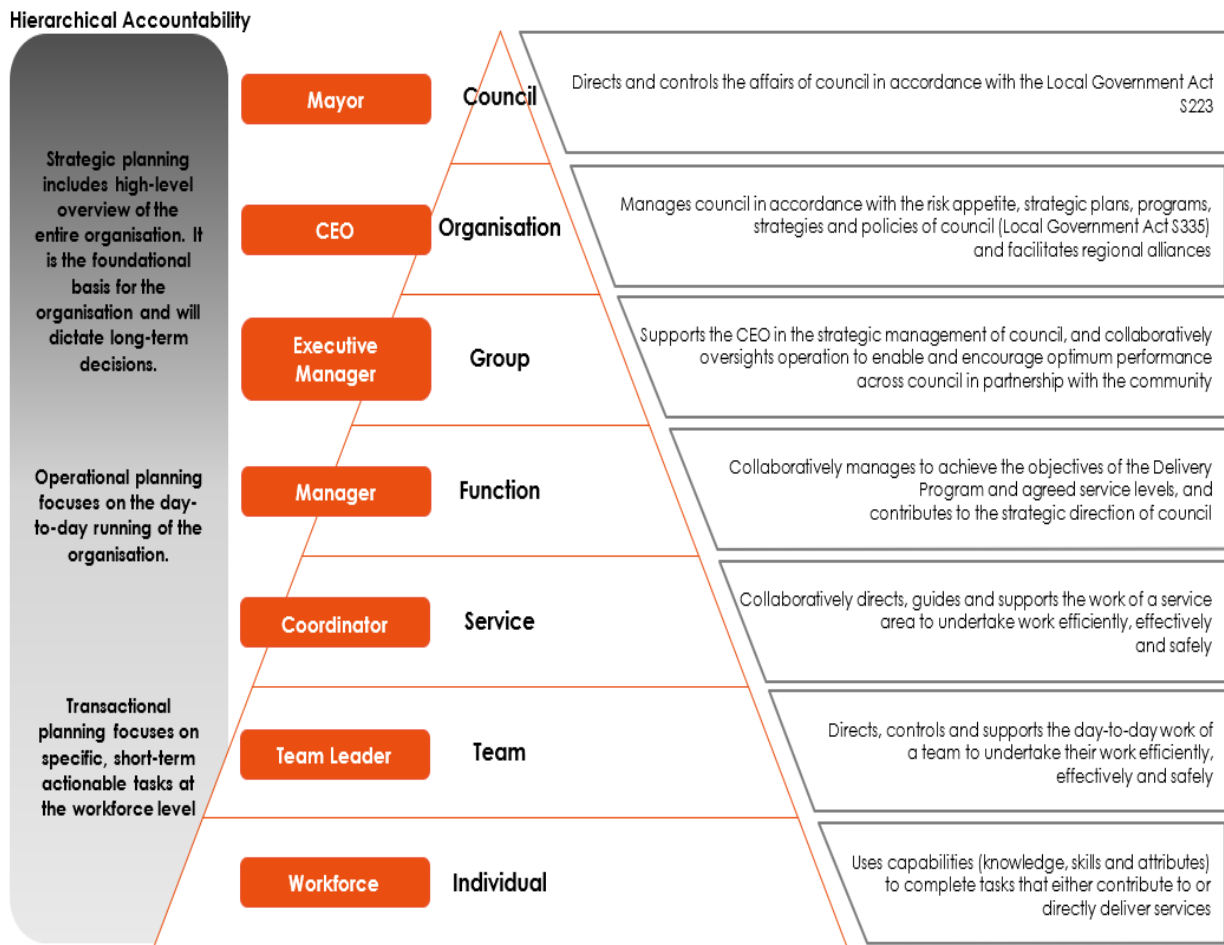 Hierarchical Accountability
Strategic planning
includes high-level
overview of the
entire organisation. It
is the foundational
basis for the
organisation and will
dictate long-term
decisions.
Operational planning
focuses on the day-
to-day running of the
organisation.
Transactional
planning focuses on
specific, short-term
actionable tasks at
the workforce level
Mayor
Council
Directs and controls the affairs of council in accordance with the Local Government Act
S223
CEO
Organisation
Manages council in accordance with the risk appetite, strategic plans, programs,
strategies and policies of council (Local Government Act S335)
and facilitates regional alliances
Executive
Manager
Group
Supports the CEO in the strategic management of council, and collaboratively
oversights operation to enable and encourage optimum performance
across council in partnership with the community
Manager
Function
Collaboratively manages to achieve the objectives of the Delivery
Program and agreed service levels, and
contributes to the strategic direction of council
Coordinator
Service
Collaboratively directs, guides and supports the work of a service
area to undertake work efficiently, effectively
and safely
Team Leader
Team
Directs, controls and supports the day-to-day work of
a team to undertake their work efficiently,
effectively and safely
Workforce
Individual
Uses capabilities (knowledge, skills and attributes)
to complete tasks that either contribute to or
directly deliver services